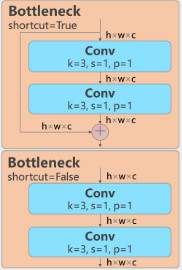 Bottleneck
shortcut=True
h×w×c
Conv
k=3, s=1, p=1
h×w×c
Conv
k=3, s=1, p=1
h×w×c
h×w×c
+
Bottleneck
shortcut=False
h×w×c
Conv
k=3, s=1, p=1
h×w×c
Conv
k=3, s=1, p=1
h×w×c